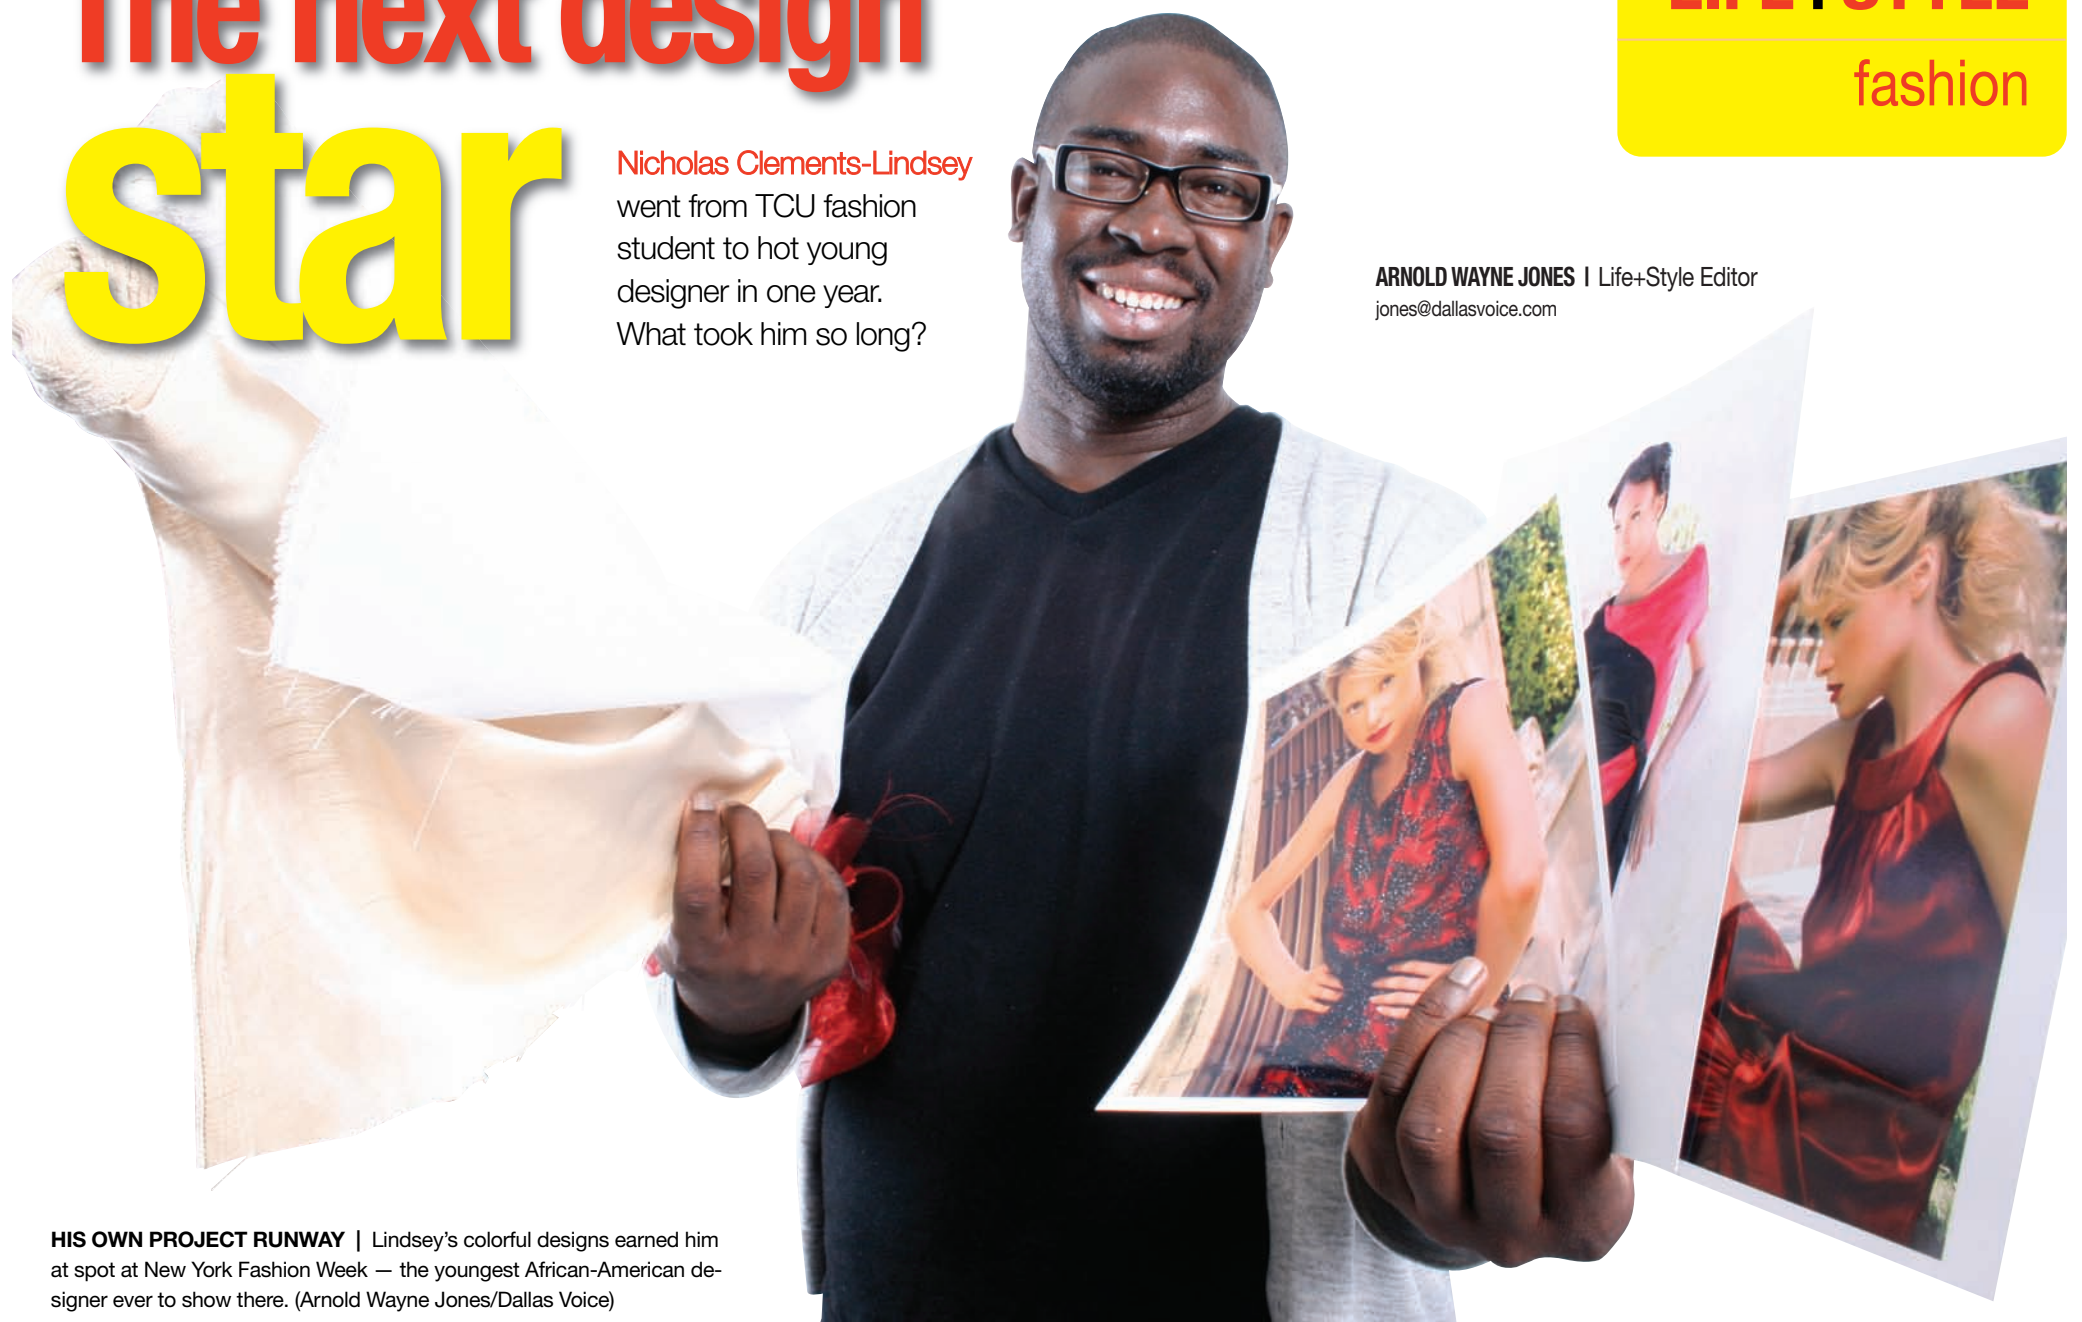 The next design
star
LIFE+STYLE
fashion
Nicholas Clements-Lindsey
went from TCU fashion
student to hot young
designer in one year.
What took him so long?
ARNOLD WAYNE JONES | Life+Style Editor
jones@dallasvoice.com
HIS OWN PROJECT RUNWAY | Lindsey's colorful designs earned him
at spot at New York Fashion Week — the youngest African-American de-
signer ever to show there. (Arnold Wayne Jones/Dallas Voice)